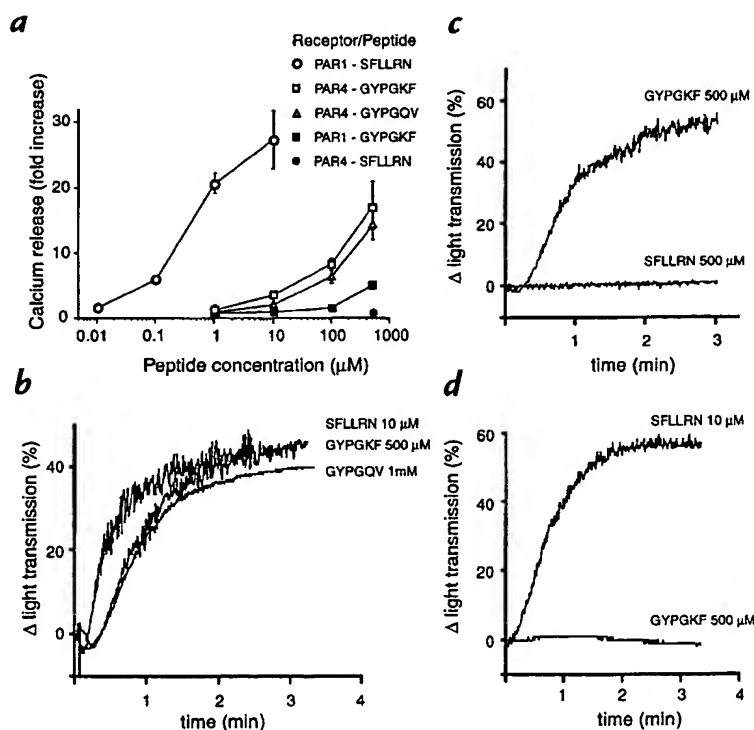 a
Receptor/Peptide
PAR1 - SFLLRN
PAR4 - GYPGKF
PAR4 - GYPGQV
PAR1 - GYPGKF
PAR4 - SFLLRN
Calcium release (fold increase)
30
20
10
0
0.01 0.1 1 10 100 1000
Peptide concentration (μM)
b
SFLLRN 10 μM
GYPGKF 500 μM
GYPGQV 1mM
Δ light transmission (%)
40
20
0
1 2 3 4
time (min)
c
GYPGKF 500 μM
SFLLRN 500 μM
Δ light transmission (%)
60
40
20
0
1 2 3
time (min)
d
SFLLRN 10 μM
GYPGKF 500 μM
Δ light transmission (%)
60
40
20
0
1 2 3 4
time (min)